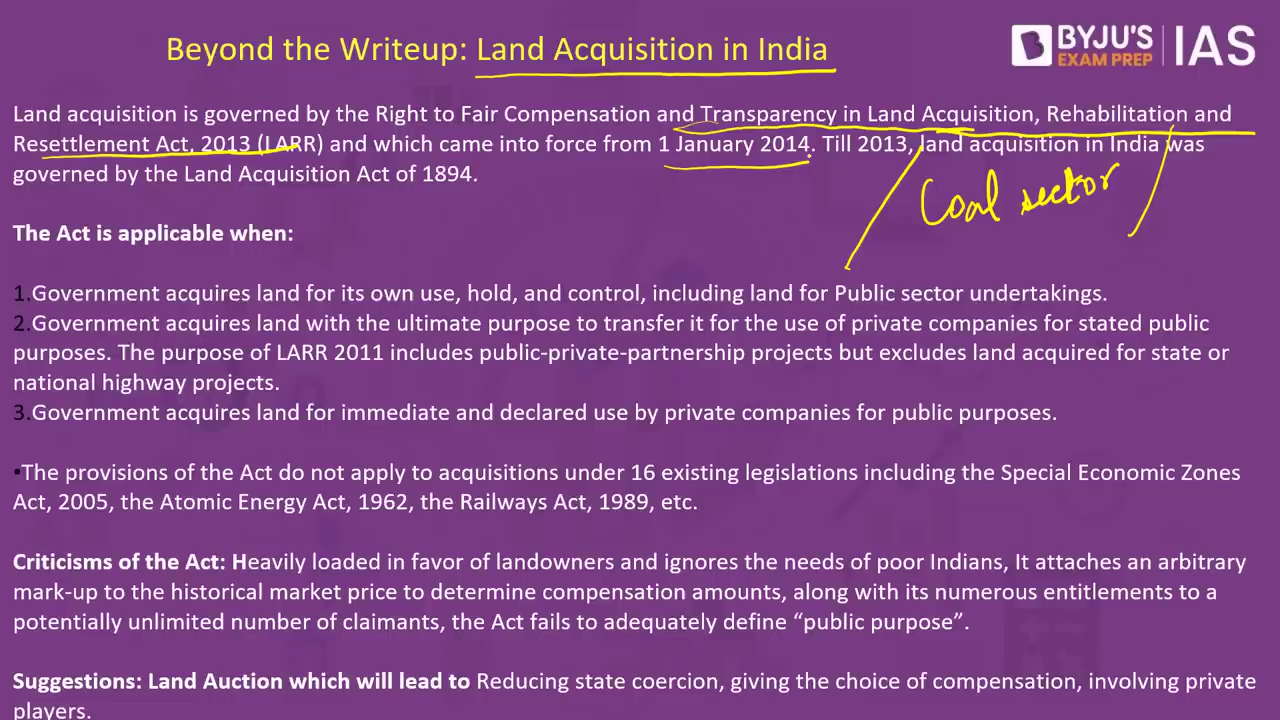 Beyond the Writeup: Land Acquisition in India
BYJU'S
EXAM PREP
IAS
Land acquisition is governed by the Right to Fair Compensation and Transparency in Land Acquisition, Rehabilitation and
Resettlement Act, 2013 (LARR) and which came into force from 1 January 2014. Till 2013, land acquisition in India was
governed by the Land Acquisition Act of 1894.
Coal sector
The Act is applicable when:
1.Government acquires land for its own use, hold, and control, including land for Public sector undertakings.
2.Government acquires land with the ultimate purpose to transfer it for the use of private companies for stated public
purposes. The purpose of LARR 2011 includes public-private-partnership projects but excludes land acquired for state or
national highway projects.
3.Government acquires land for immediate and declared use by private companies for public purposes.
•The provisions of the Act do not apply to acquisitions under 16 existing legislations including the Special Economic Zones
Act, 2005, the Atomic Energy Act, 1962, the Railways Act, 1989, etc.
Criticisms of the Act: Heavily loaded in favor of landowners and ignores the needs of poor Indians, It attaches an arbitrary
mark-up to the historical market price to determine compensation amounts, along with its numerous entitlements to a
potentially unlimited number of claimants, the Act fails to adequately define “public purpose”.
Suggestions: Land Auction which will lead to Reducing state coercion, giving the choice of compensation, involving private
players.